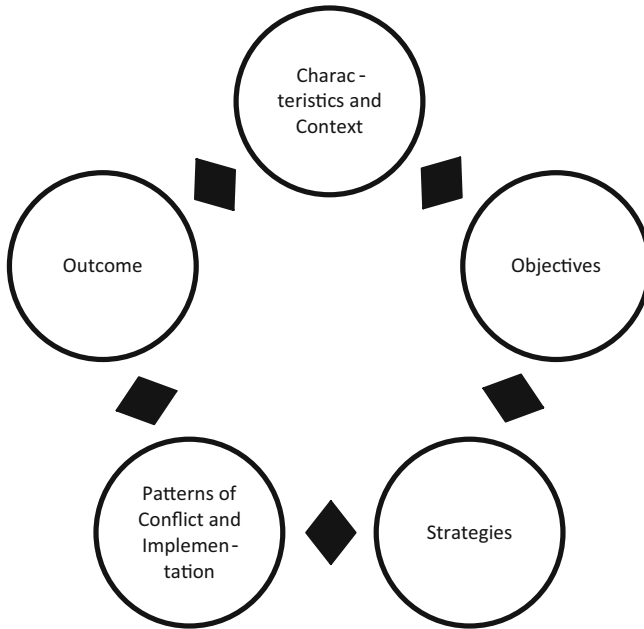 Charac-
teristics and
Context
Outcome
Objectives
Patterns of
Conflict and
Implemen-
tation
Strategies